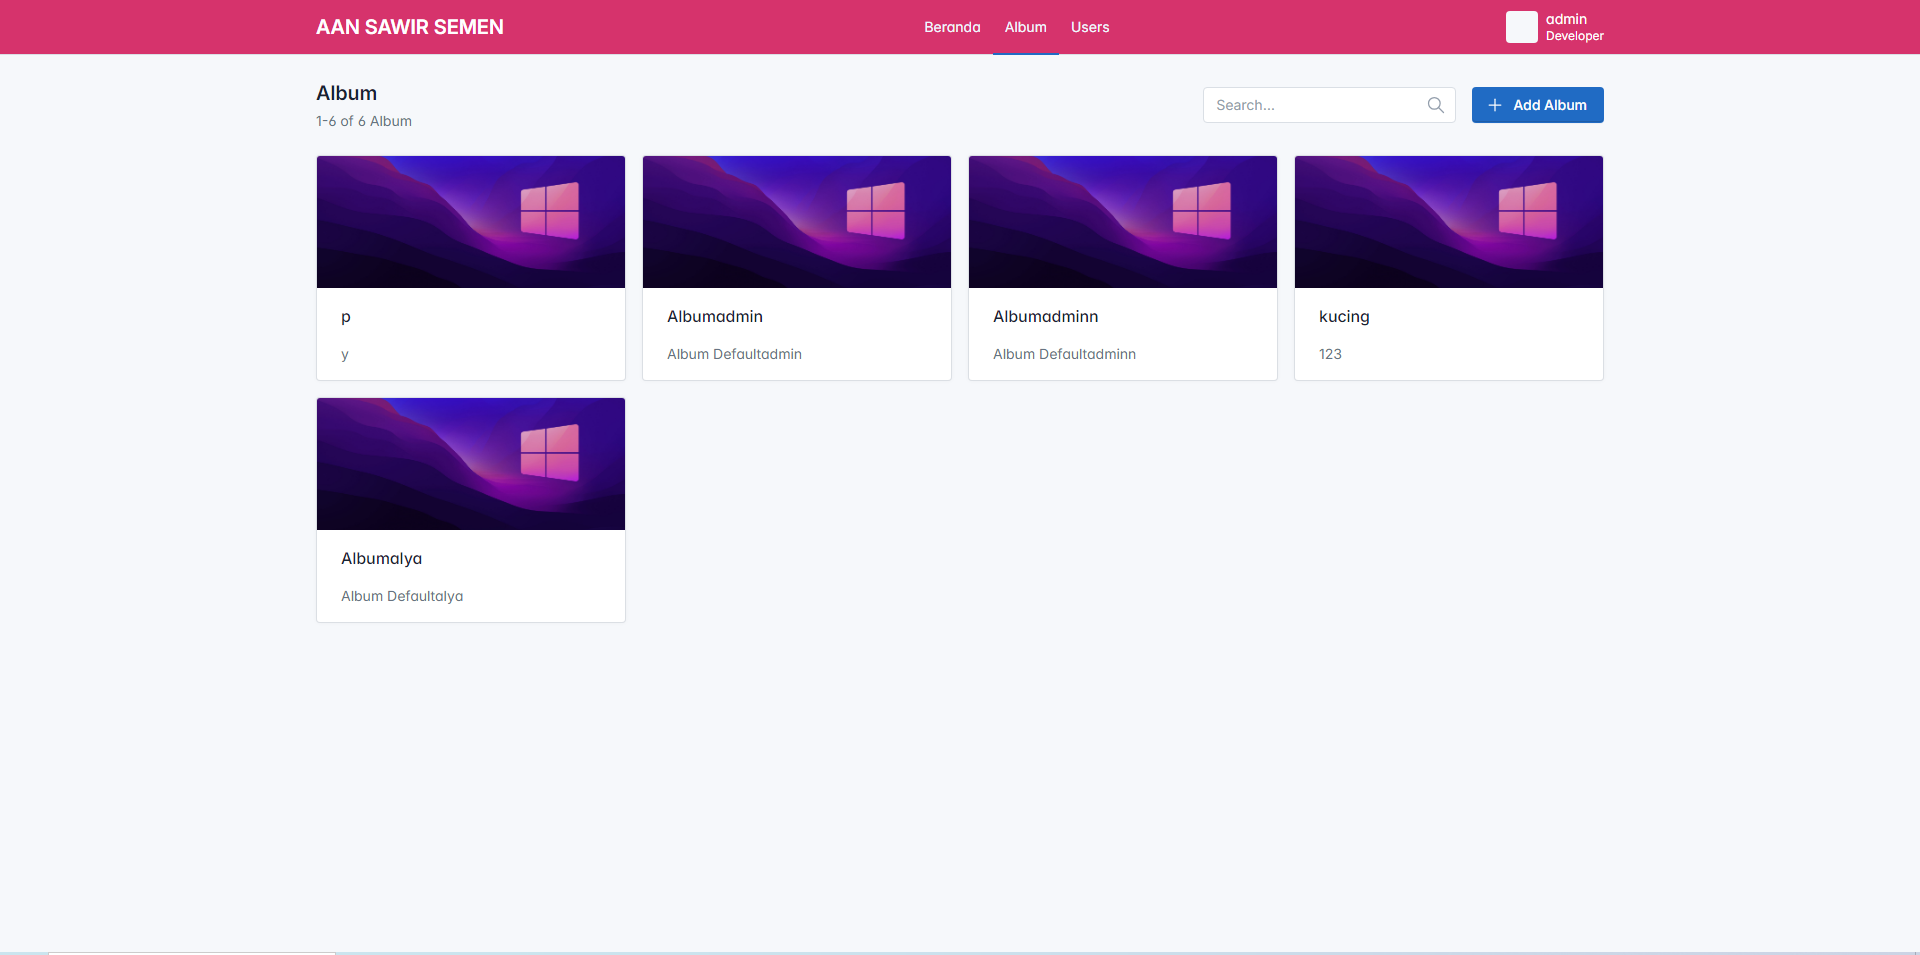 AAN SAWIR SEMEN
Beranda
Album
Users
admin
Developer
Album
1-6 of 6 Album
Search...
Add Album
p
y
Albumadmin
Album Defaultadmin
Albumadminn
Album Defaultadminn
kucing
123
Albumalya
Album Defaultalya